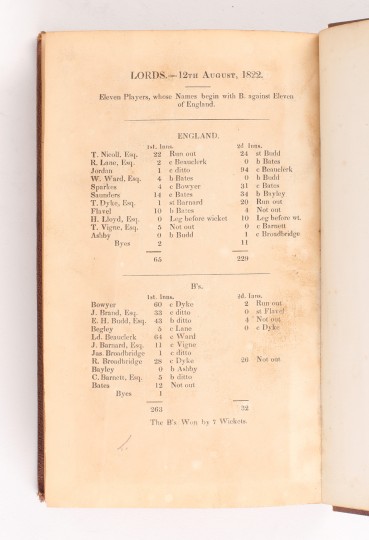 LORDS.—12TH AUGUST, 1822.
Eleven Players, whose Names begin with B. against Eleven
of England.
ENGLAND.
1st. Inns. 2d. Inns.
T. Nicoll, Esq. 22 Run out 24 st Budd
R. Lane, Esq. 2 c Beauclerk 0 b Bates
Jordon 1 c ditto 94 c Beauclerk
W. Ward, Esq. 4 b Bates 0 b Budd
Sparkes 4 c Bowyer 31 c Bates
Saunders 14 c Bates 34 b Bayley
T. Dyke, Esq. 1 st Barnard 20 Run out
Flavel 10 b Bates 4 Not out
H. Lloyd, Esq. 0 Leg before wicket 10 Leg before wt.
T. Vigne, Esq. 5 Not out 0 c Barnett
Ashby 0 b Budd 1 c Broadbridge
Byes 2 11
65 229
B's.
1st. Inns. 2d. Inns.
Bowyer 60 c Dyke 2 Run out
J. Brand, Esq. 33 c ditto 0 st Flavel
E. H. Budd, Esq. 43 b ditto 4 Not out
Begley 5 c Lane 0 c Dyke
Ld. Beauclerk 64 c Ward
J. Barnard, Esq. 11 c Vigne
Jas Broadbridge 1 c ditto
R. Broadbridge 28 c Dyke 26 Not out
Bayley 0 b Ashby
C. Barnett, Esq. 5 b ditto
Bates 12 Not out
Byes 1
263 32
The B's Won by 7 Wickets.